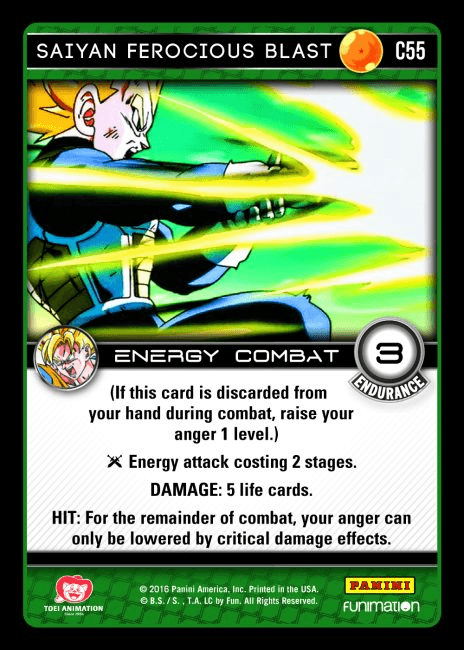 SAIYAN FEROCIOUS BLAST C55
ENERGY COMBAT 3
ENDURANCE
(If this card is discarded from
your hand during combat, raise your
anger 1 level.)
Energy attack costing 2 stages.
DAMAGE: 5 life cards.
HIT: For the remainder of combat, your anger can
only be lowered by critical damage effects.
TOEI ANIMATION
© 2016 Panini America, Inc. Printed in the USA.
© B.S. / S. , T.A. LC by Fun. All Rights Reserved.
PANINI
FUNIMATION